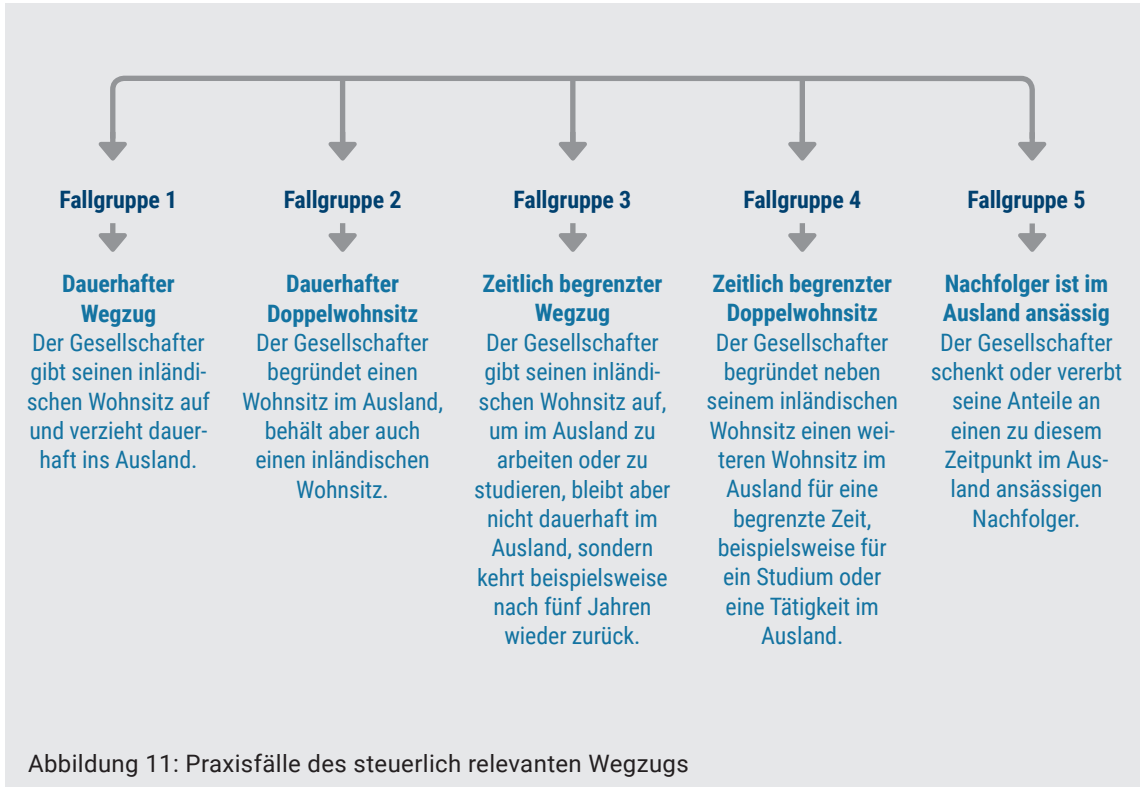 Fallgruppe 1
Dauerhafter
Wegzug
Der Gesellschafter
gibt seinen inländi-
schen Wohnsitz auf
und verzieht dauer-
haft ins Ausland.
Fallgruppe 2
Dauerhafter
Doppelwohnsitz
Der Gesellschafter
begründet einen
Wohnsitz im Ausland,
behält aber auch
einen inländischen
Wohnsitz.
Fallgruppe 3
Zeitlich begrenzter
Wegzug
Der Gesellschafter
gibt seinen inländi-
schen Wohnsitz auf,
um im Ausland zu
arbeiten oder zu
studieren, bleibt aber
nicht dauerhaft im
Ausland, sondern
kehrt beispielsweise
nach fünf Jahren
wieder zurück.
Fallgruppe 4
Zeitlich begrenzter
Doppelwohnsitz
Der Gesellschafter
begründet neben
seinem inländischen
Wohnsitz einen wei-
teren Wohnsitz im
Ausland für eine
begrenzte Zeit,
beispielsweise für
ein Studium oder
eine Tätigkeit im
Ausland.
Fallgruppe 5
Nachfolger ist im
Ausland ansässig
Der Gesellschafter
schenkt oder vererbt
seine Anteile an
einen zu diesem
Zeitpunkt im Aus-
land ansässigen
Nachfolger.
Abbildung 11: Praxisfälle des steuerlich relevanten Wegzugs